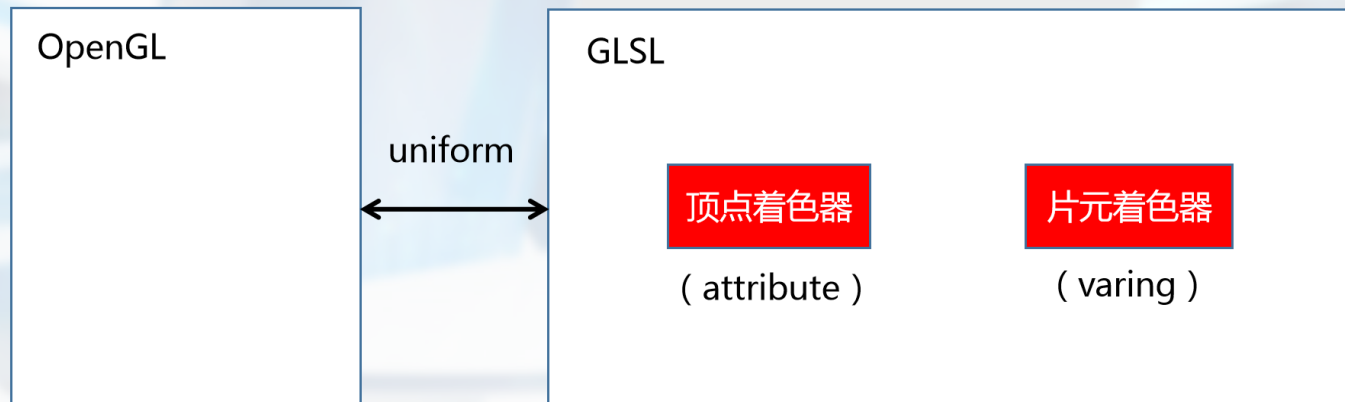 OpenGL
GLSL
uniform
顶点着色器
片元着色器
（attribute）
（varing）